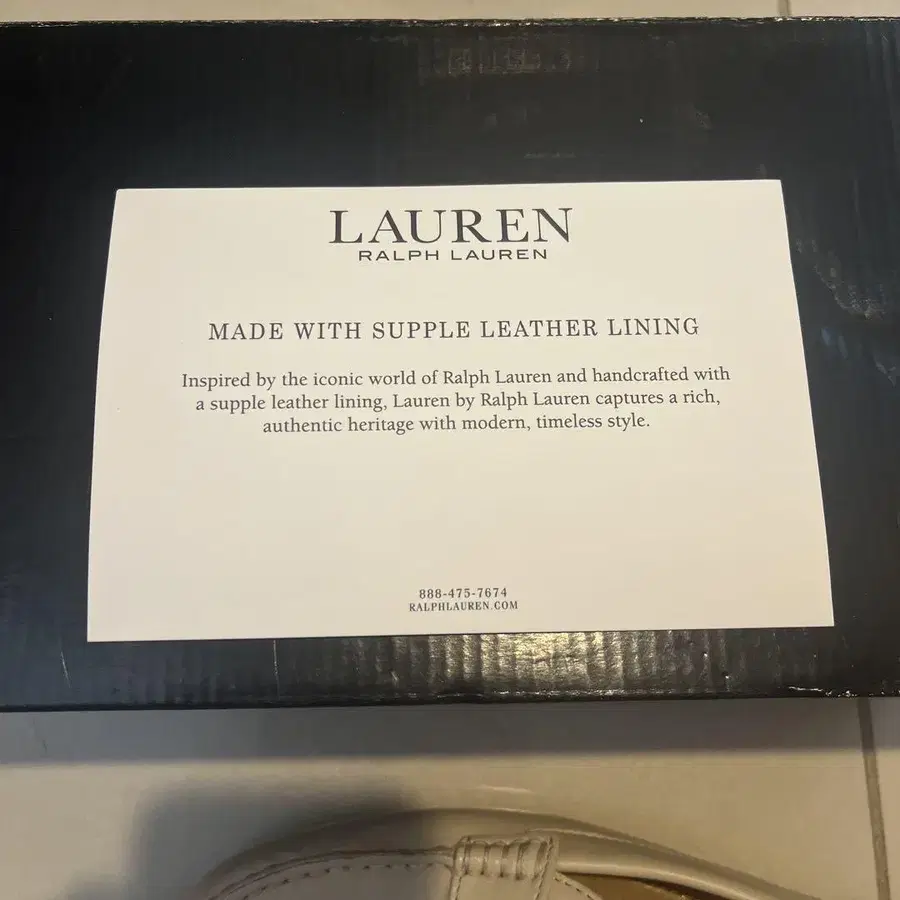 LAUREN
RALPH LAUREN
MADE WITH SUPPLE LEATHER LINING
Inspired by the iconic world of Ralph Lauren and handcrafted with
a supple leather lining, Lauren by Ralph Lauren captures a rich,
authentic heritage with modern, timeless style.
888-475-7674
RALPHLAUREN.COM